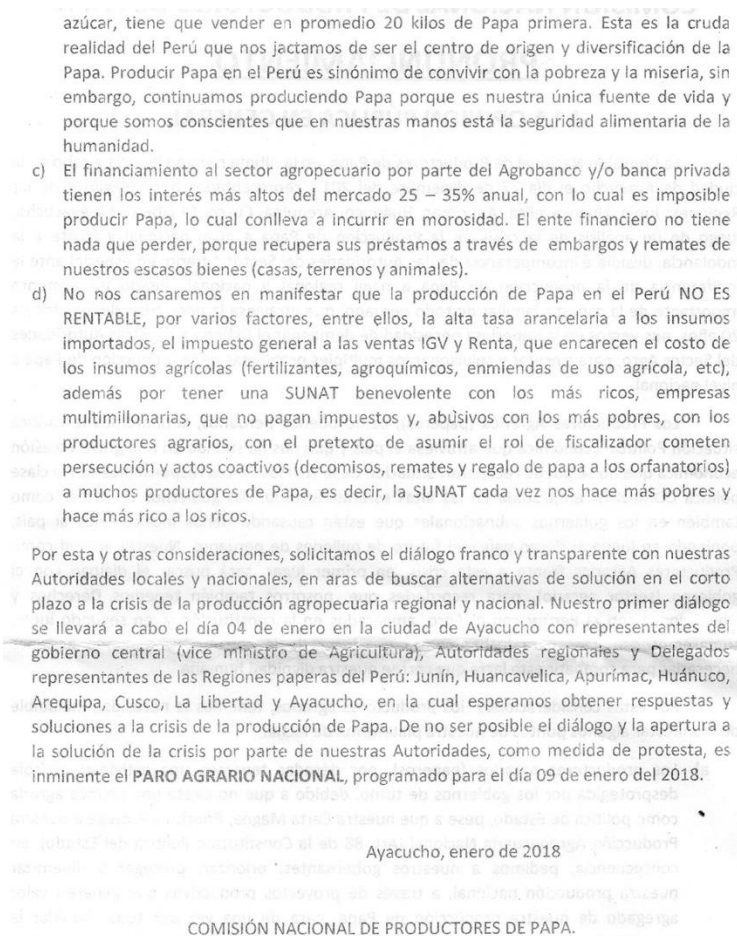 azúcar, tiene que vender en promedio 20 kilos de Papa primera. Esta es la cruda
realidad del Perú que nos jactamos de ser el centro de origen y diversificación de la
Papa. Producir Papa en el Perú es sinónimo de convivir con la pobreza y la miseria, sin
embargo, continuamos produciendo Papa porque es nuestra única fuente de vida y
porque somos conscientes que en nuestras manos está la seguridad alimentaria de la
humanidad.
c) El financiamiento al sector agropecuario por parte del Agrobanco y/o banca privada
tienen los interés más altos del mercado 25 – 35% anual, con lo cual es imposible
producir Papa, lo cual conlleva a incurrir en morosidad. El ente financiero no tiene
nada que perder, porque recupera sus préstamos a través de embargos y remates de
nuestros escasos bienes (casas, terrenos y animales).
d) No nos cansaremos en manifestar que la producción de Papa en el Perú NO ES
RENTABLE, por varios factores, entre ellos, la alta tasa arancelaria a los insumos
importados, el impuesto general a las ventas IGV y Renta, que encarecen el costo de
los insumos agrícolas (fertilizantes, agroquímicos, enmiendas de uso agrícola, etc),
además por tener una SUNAT benevolente con los más ricos, empresas
multimillonarias, que no pagan impuestos y, abusivos con los más pobres, con los
productores agrarios, con el pretexto de asumir el rol de fiscalizador cometen
persecución y actos coactivos (decomisos, remates y regalo de papa a los orfanatorios)
a muchos productores de Papa, es decir, la SUNAT cada vez nos hace más pobres y
hace más rico a los ricos.
Por esta y otras consideraciones, solicitamos el diálogo franco y transparente con nuestras
Autoridades locales y nacionales, en aras de buscar alternativas de solución en el corto
plazo a la crisis de la producción agropecuaria regional y nacional. Nuestro primer diálogo
se llevará a cabo el día 04 de enero en la ciudad de Ayacucho con representantes del
gobierno central (vice ministro de Agricultura), Autoridades regionales y Delegados
representantes de las Regiones paperas del Perú: Junín, Huancavelica, Apurímac, Huánuco,
Arequipa, Cusco, La Libertad y Ayacucho, en la cual esperamos obtener respuestas y
soluciones a la crisis de la producción de Papa. De no ser posible el diálogo y la apertura a
la solución de la crisis por parte de nuestras Autoridades, como medida de protesta, es
inminente el PARO AGRARIO NACIONAL, programado para el día 09 de enero del 2018.
Ayacucho, enero de 2018
COMISIÓN NACIONAL DE PRODUCTORES DE PAPA.